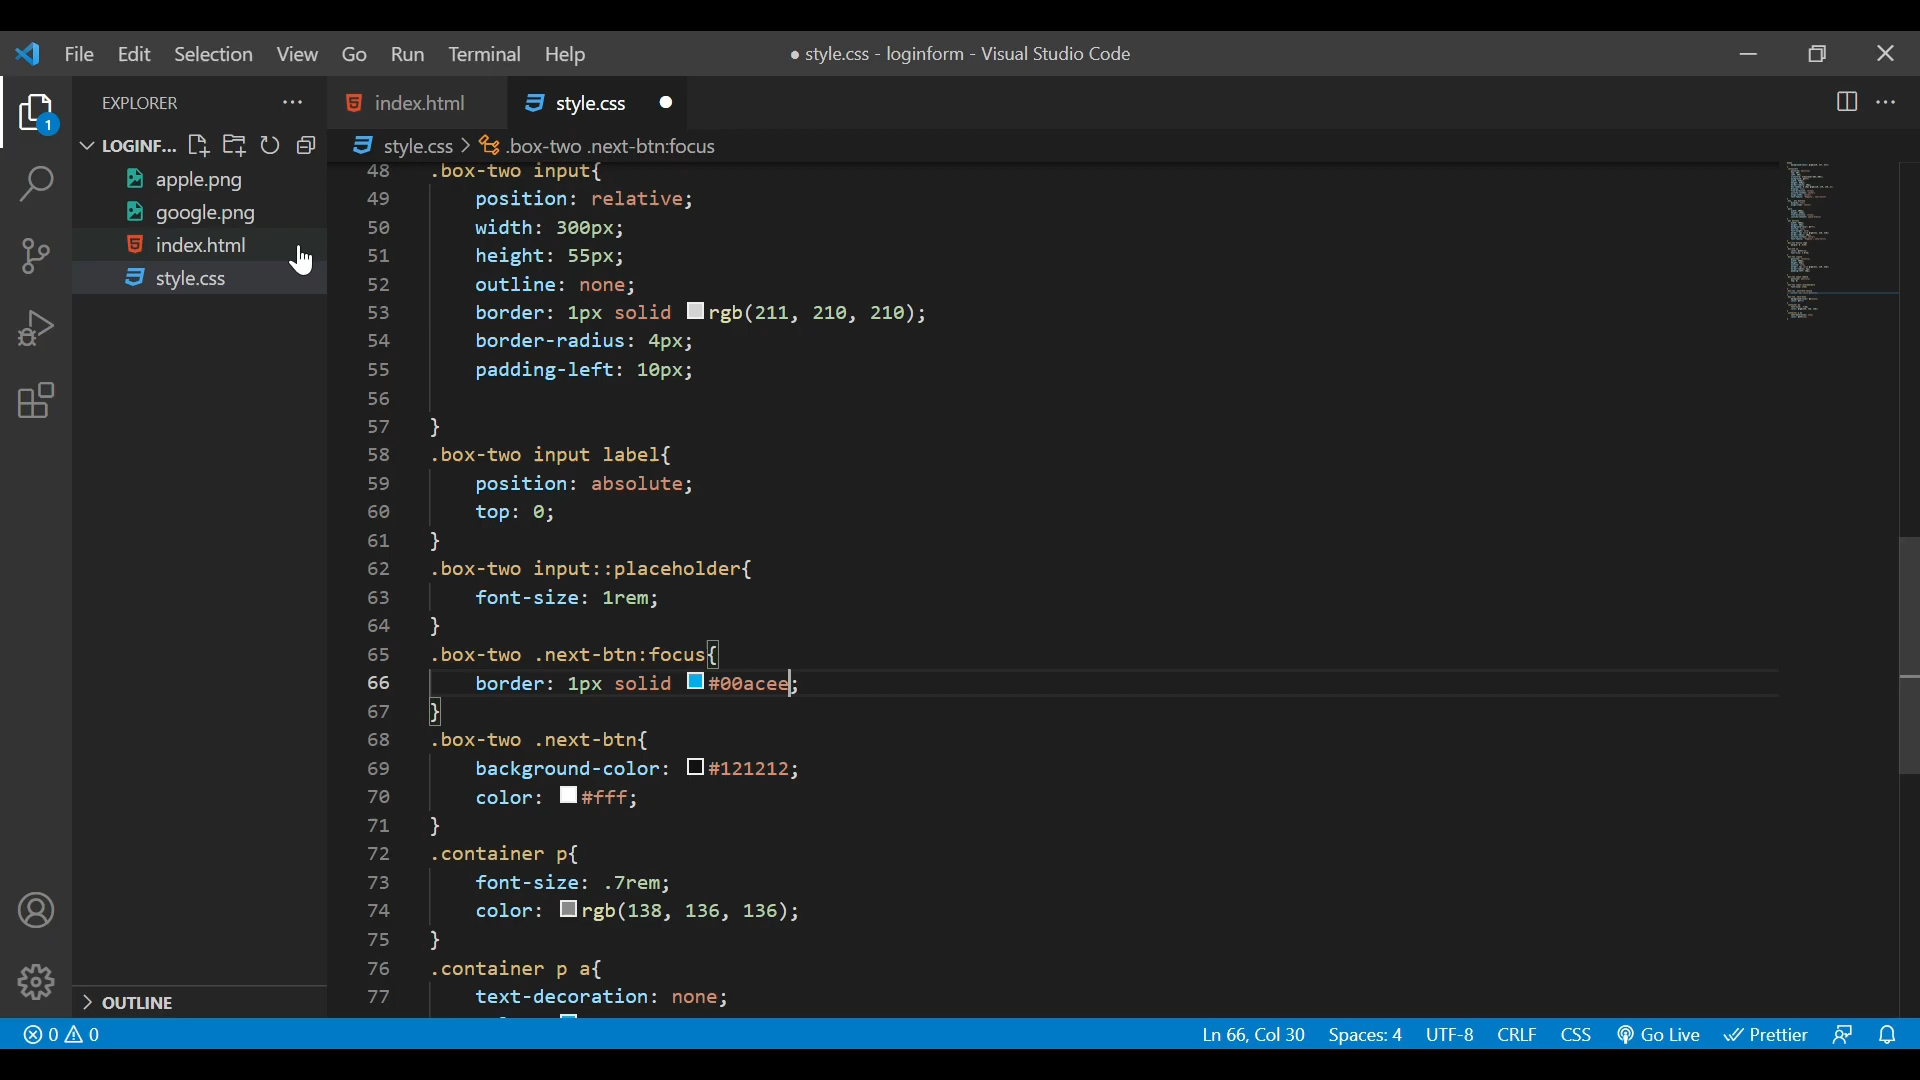 File Edit Selection View Go Run Terminal Help
● style.css - loginform - Visual Studio Code
EXPLORER
1
LOGINF...
apple.png
google.png
index.html
style.css
OUTLINE
index.html style.css
style.css > .box-two .next-btn:focus
48 .box-two input{
49 position: relative;
50 width: 300px;
51 height: 55px;
52 outline: none;
53 border: 1px solid rgb(211, 210, 210);
54 border-radius: 4px;
55 padding-left: 10px;
56
57 }
58 .box-two input label{
59 position: absolute;
60 top: 0;
61 }
62 .box-two input::placeholder{
63 font-size: 1rem;
64 }
65 .box-two .next-btn:focus{
66 border: 1px solid #00acee;
67 }
68 .box-two .next-btn{
69 background-color: #121212;
70 color: #fff;
71 }
72 .container p{
73 font-size: .7rem;
74 color: rgb(138, 136, 136);
75 }
76 .container p a{
77 text-decoration: none;
0 0 Ln 66, Col 30 Spaces: 4 UTF-8 CRLF CSS Go Live Prettier